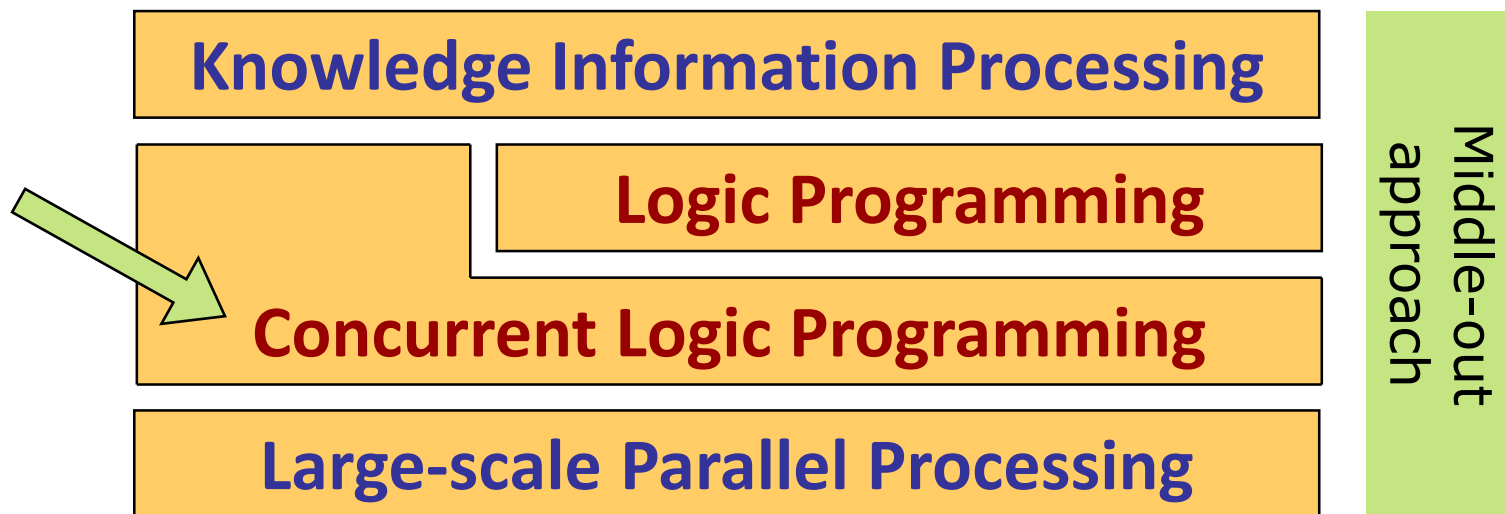 Knowledge Information Processing
Logic Programming
Concurrent Logic Programming
Large-scale Parallel Processing
Middle-out
approach